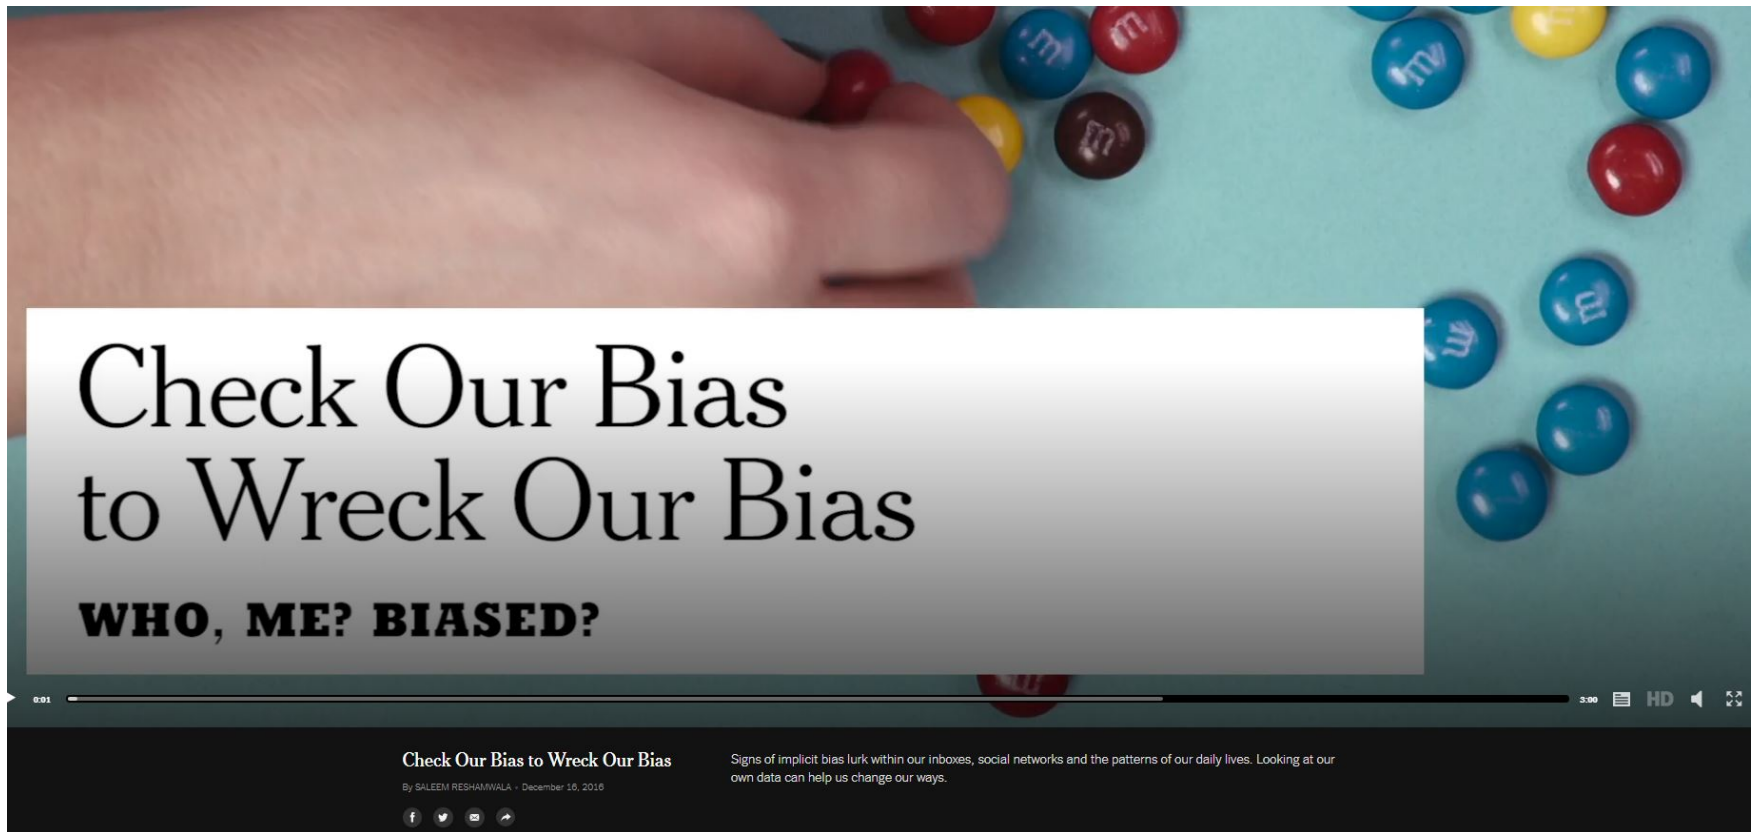 m
m
m
m
m
m
m
Check Our Bias
to Wreck Our Bias
WHO, ME? BIASED?
0:01
3:00
HD
Check Our Bias to Wreck Our Bias
By SALEEM RESHAMWALA • December 16, 2016
Signs of implicit bias lurk within our inboxes, social networks and the patterns of our daily lives. Looking at our
own data can help us change our ways.